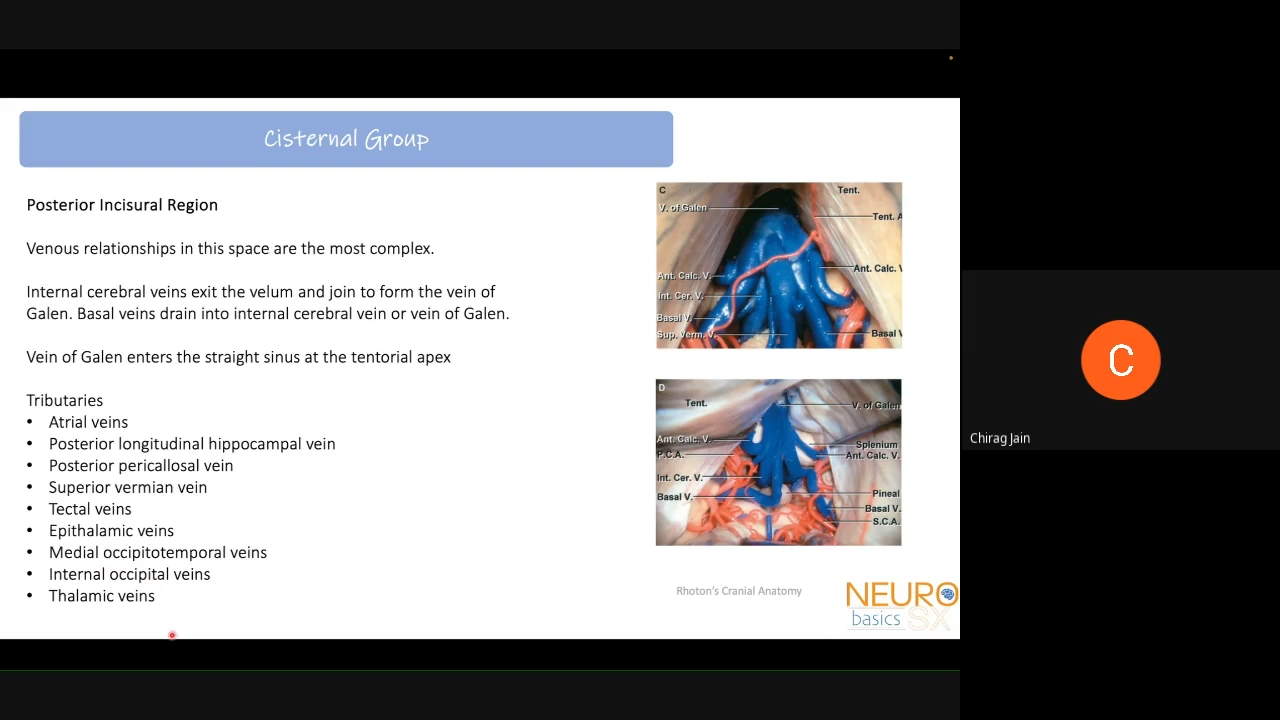 Cisternal Group
Posterior Incisural Region
Venous relationships in this space are the most complex.
Internal cerebral veins exit the velum and join to form the vein of
Galen. Basal veins drain into internal cerebral vein or vein of Galen.
Vein of Galen enters the straight sinus at the tentorial apex
Tributaries
• Atrial veins
• Posterior longitudinal hippocampal vein
• Posterior pericallosal vein
• Superior vermian vein
• Tectal veins
• Epithalamic veins
• Medial occipitotemporal veins
• Internal occipital veins
• Thalamic veins
C
Tent.
V. of Galen
Tent. A
Ant. Calc. V
Ant. Calc. V.
Int. Cer. V.
Basal V.
Sup. Verm. V.
Basal V
D
Tent.
V. of Galen
Ant. Calc. V.
Splenium
P.C.A.
Ant. Calc. V.
Int. Cer. V.
Pineal
Basal V.
Basal V.
S.C.A.
Rhoton's Cranial Anatomy
NEURO
basics SX
C
Chirag Jain